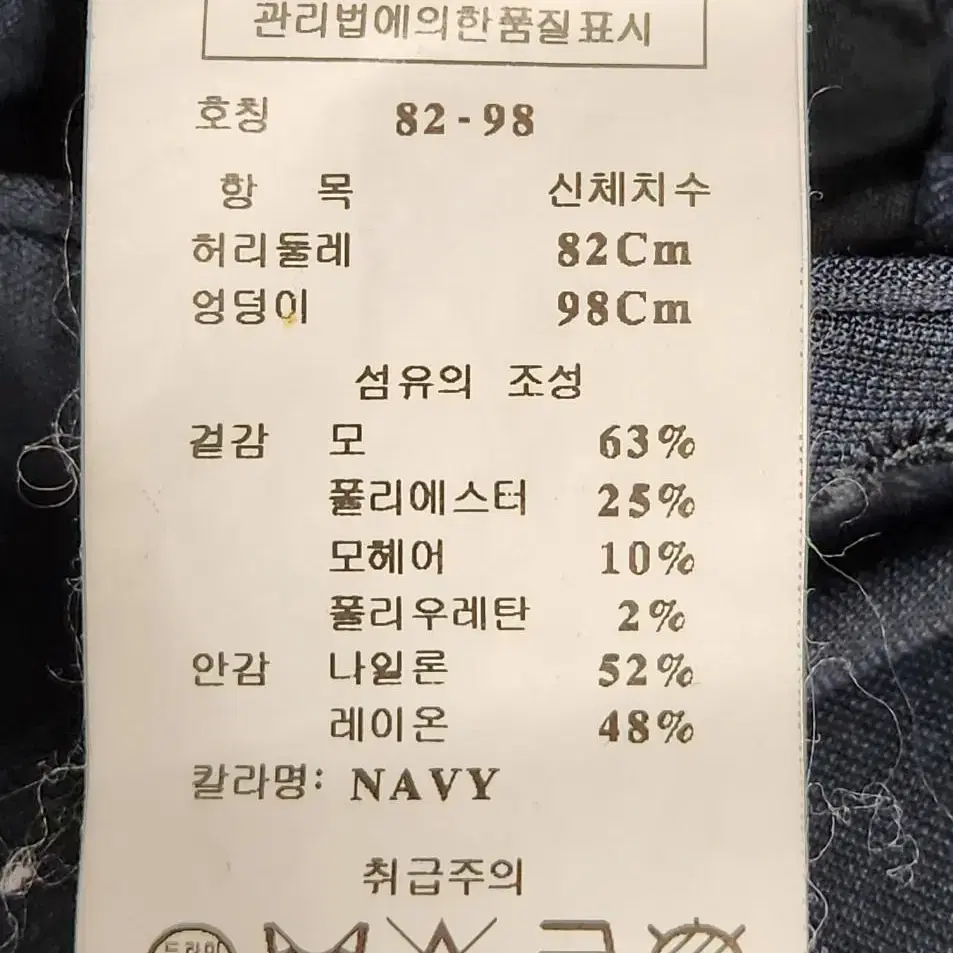 관리법에의한품질표시
호칭 82-98
항 목 신체치수
허리둘레 82Cm
엉덩이 98Cm
섬유의 조성
겉감 모 63%
폴리에스터 25%
모헤어 10%
폴리우레탄 2%
안감 나일론 52%
레이온 48%
칼라명: NAVY
취급주의
드라이